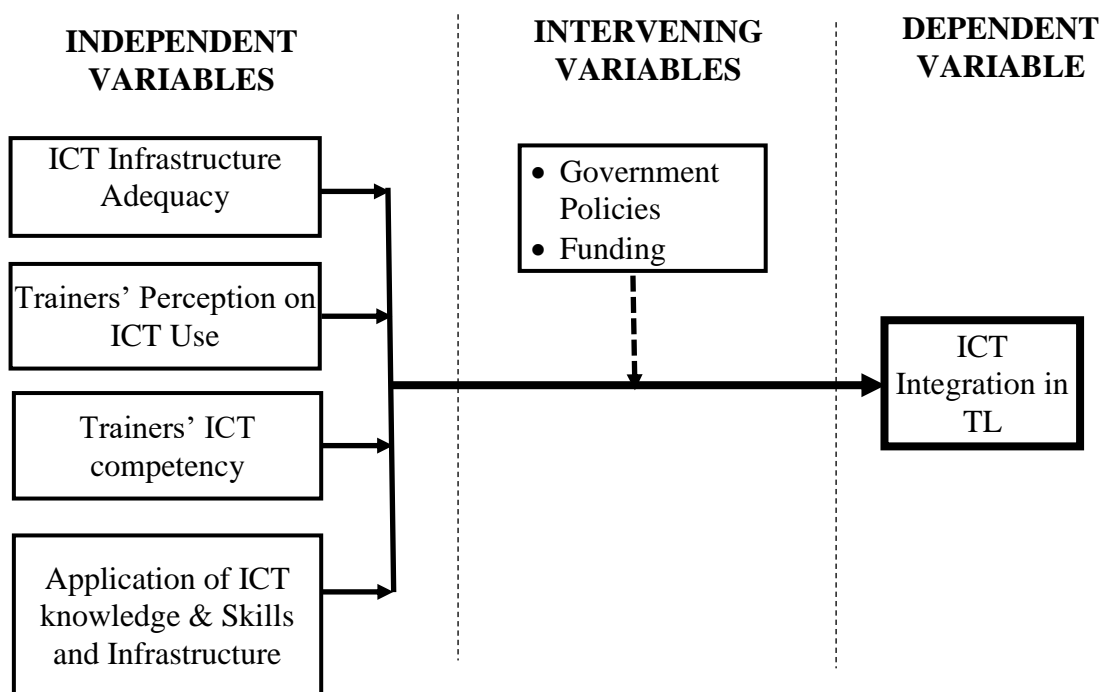 INDEPENDENT
VARIABLES
INTERVENING
VARIABLES
DEPENDENT
VARIABLE
ICT Infrastructure
Adequacy
Trainers’ Perception on
ICT Use
Trainers’ ICT
competency
Application of ICT
knowledge & Skills
and Infrastructure
• Government
Policies
• Funding
ICT
Integration in
TL